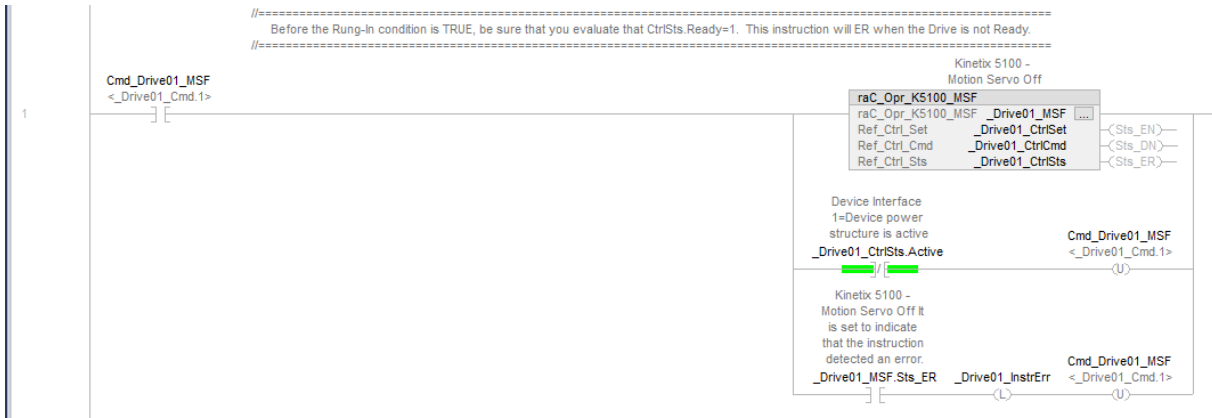 //==================================================================================================================
Before the Rung-In condition is TRUE, be sure that you evaluate that CtrlSts.Ready=1. This instruction will ER when the Drive is not Ready.
//==================================================================================================================
Cmd_Drive01_MSF
<_Drive01_Cmd.1>
1
Kinetix 5100 -
Motion Servo Off
raC_Opr_K5100_MSF
raC_Opr_K5100_MSF _Drive01_MSF ...
Ref_Ctrl_Set _Drive01_CtrlSet (Sts_EN)
Ref_Ctrl_Cmd _Drive01_CtrlCmd (Sts_DN)
Ref_Ctrl_Sts _Drive01_CtrlSts (Sts_ER)
Device Interface
1=Device power
structure is active
_Drive01_CtrlSts.Active
/
Cmd_Drive01_MSF
<_Drive01_Cmd.1>
(U)
Kinetix 5100 -
Motion Servo Off It
is set to indicate
that the instruction
detected an error.
_Drive01_MSF.Sts_ER
_Drive01_InstrErr
(L)
Cmd_Drive01_MSF
<_Drive01_Cmd.1>
(U)